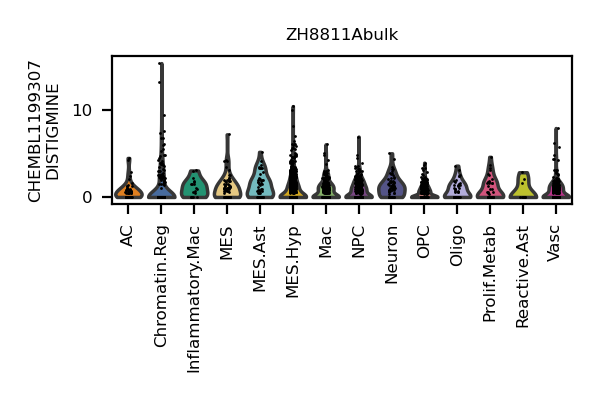 ZH8811Abulk
CHEMBL1199307
DISTIGMINE
10
0
AC
Chromatin.Reg
Inflammatory.Mac
MES
MES.Ast
MES.Hyp
Mac
NPC
Neuron
OPC
Oligo
Prolif.Metab
Reactive.Ast
Vasc